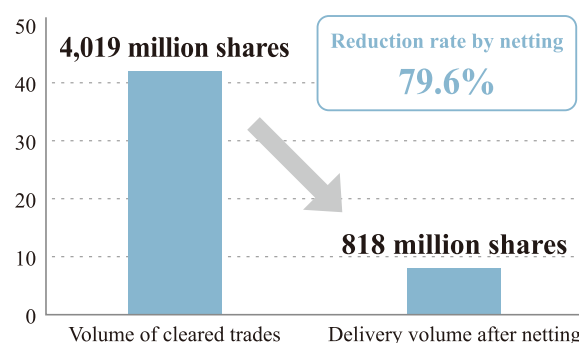 50
4,019 million shares
Reduction rate by netting
79.6%
40
30
20
818 million shares
10
0
Volume of cleared trades
Delivery volume after netting